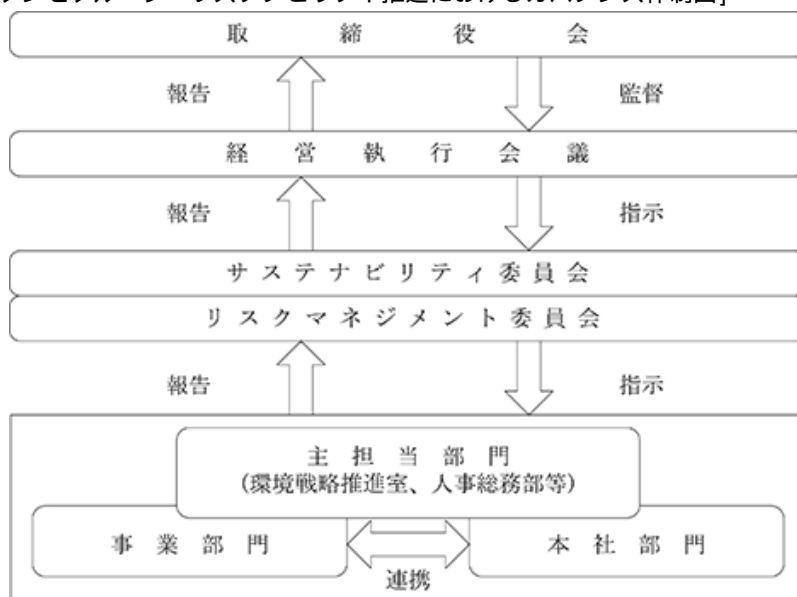 取締役会
報告
監督
経営執行会議
報告
指示
サステナビリティ委員会
リスクマネジメント委員会
報告
指示
主担当部門
(環境戦略推進室、人事総務部等)
事業部門
本社部門
連携